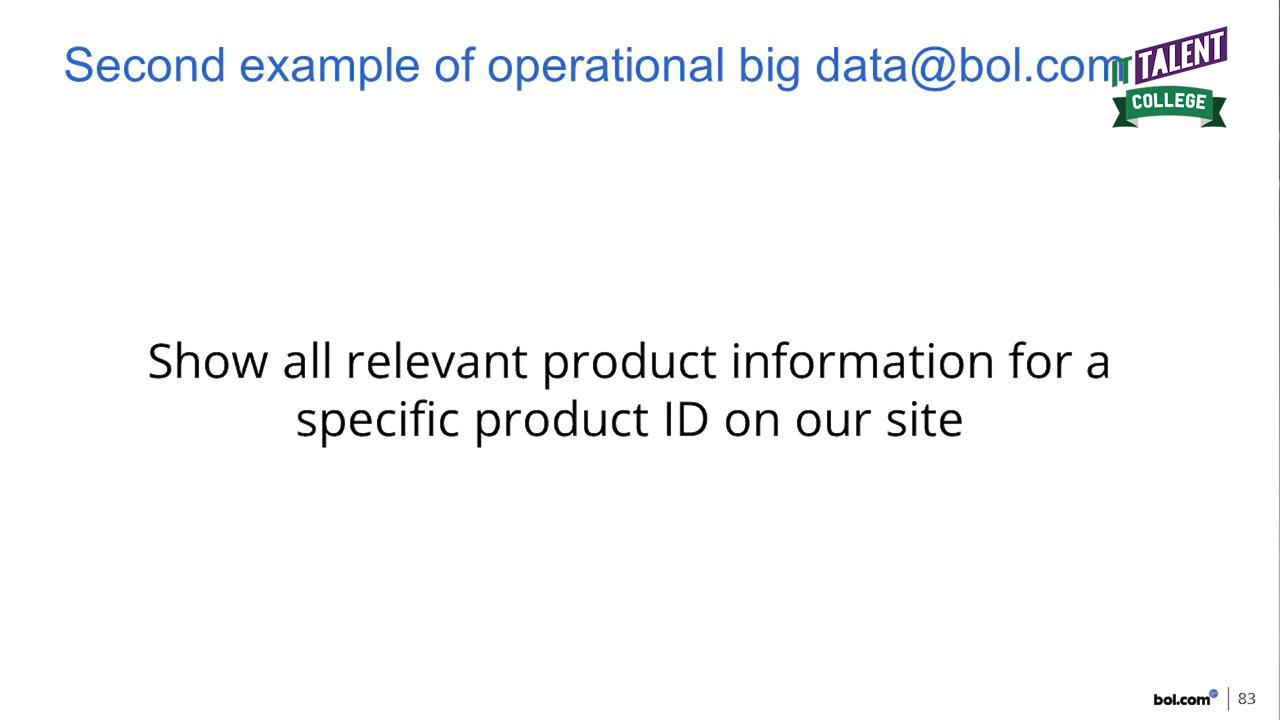 Second example of operational big data@bol.com
IT TALENT
COLLEGE
Show all relevant product information for a
specific product ID on our site
bol.com
83